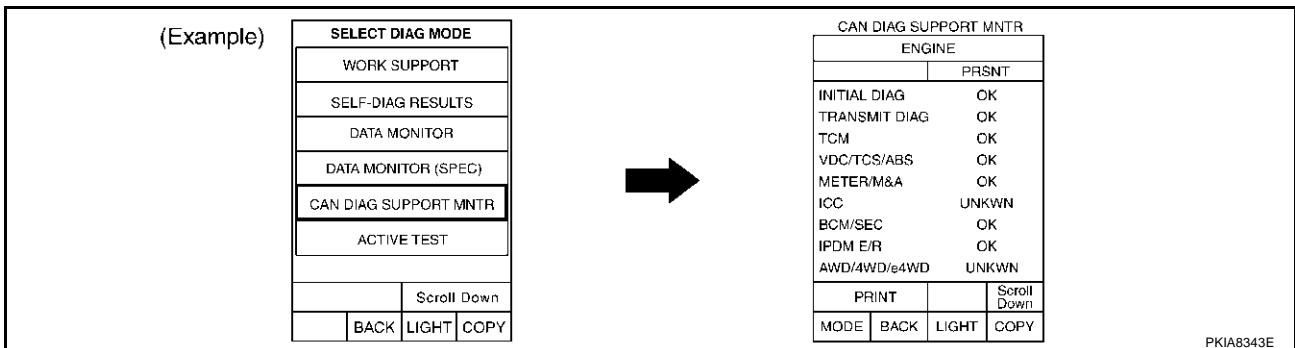 (Example)
SELECT DIAG MODE
WORK SUPPORT
SELF-DIAG RESULTS
DATA MONITOR
DATA MONITOR (SPEC)
CAN DIAG SUPPORT MNTR
ACTIVE TEST
Scroll Down
BACK LIGHT COPY
CAN DIAG SUPPORT MNTR
ENGINE
PRSNT
INITIAL DIAG OK
TRANSMIT DIAG OK
TCM OK
VDC/TCS/ABS OK
METER/M&A OK
ICC UNKWN
BCM/SEC OK
IPDM E/R OK
AWD/4WD/e4WD UNKWN
PRINT Scroll
Down
MODE BACK LIGHT COPY
PKIA8343E